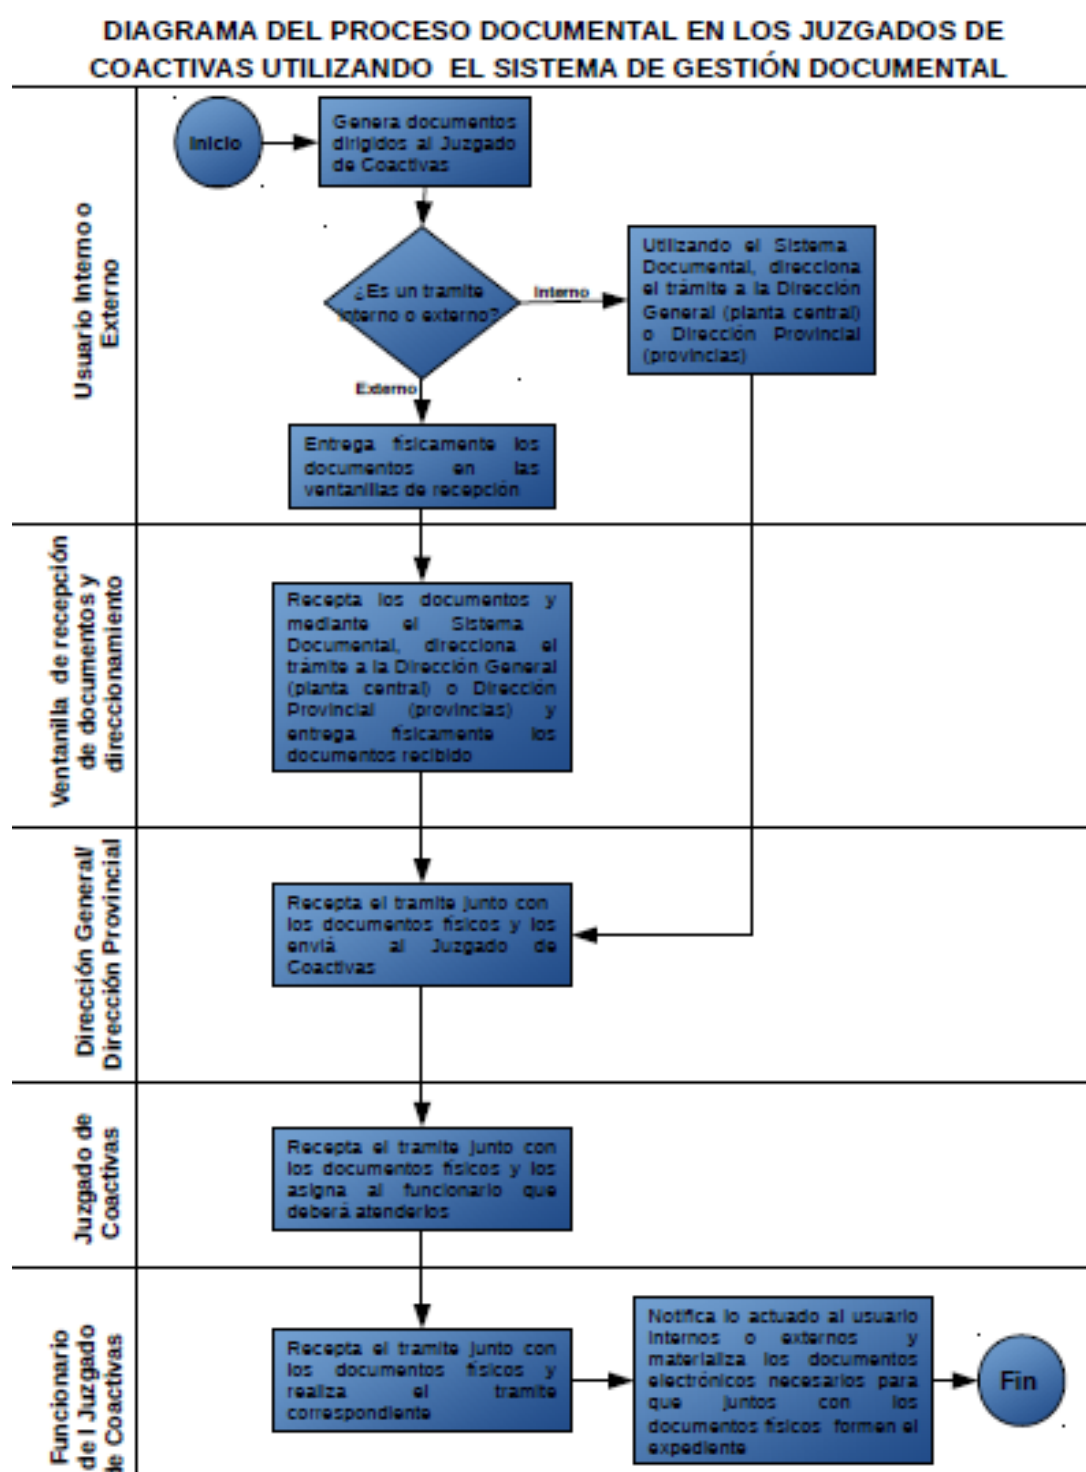 DIAGRAMA DEL PROCESO DOCUMENTAL EN LOS JUZGADOS DE
COACTIVAS UTILIZANDO EL SISTEMA DE GESTIÓN DOCUMENTAL
Usuario Interno o
Externo
Inicio
Genera documentos
dirigidos al Juzgado
de Coactivas
¿Es un tramite
interno o externo?
Interno
Utilizando el Sistema
Documental, direcciona
el trámite a la Dirección
General (planta central)
o Dirección Provincial
(provincias)
Externo
Entrega físicamente los
documentos en las
ventanillas de recepción
Ventanilla de recepción
de documentos y
direccionamiento
Recepta los documentos y
mediante el Sistema
Documental, direcciona el
trámite a la Dirección General
(planta central) o Dirección
Provincial (provincias) y
entrega físicamente los
documentos recibido
Dirección General/
Dirección Provincial
Recepta el tramite junto con
los documentos físicos y los
enviá al Juzgado de
Coactivas
Juzgado de
Coactivas
Recepta el tramite junto con
los documentos físicos y los
asigna al funcionario que
deberá atenderlos
Funcionario
de l Juzgado
de Coactivas
Recepta el tramite junto con
los documentos físicos y
realiza el tramite
correspondiente
Notifica lo actuado al usuario
internos o externos y
materializa los documentos
electrónicos necesarios para
que juntos con los
documentos físicos formen el
expediente
Fin